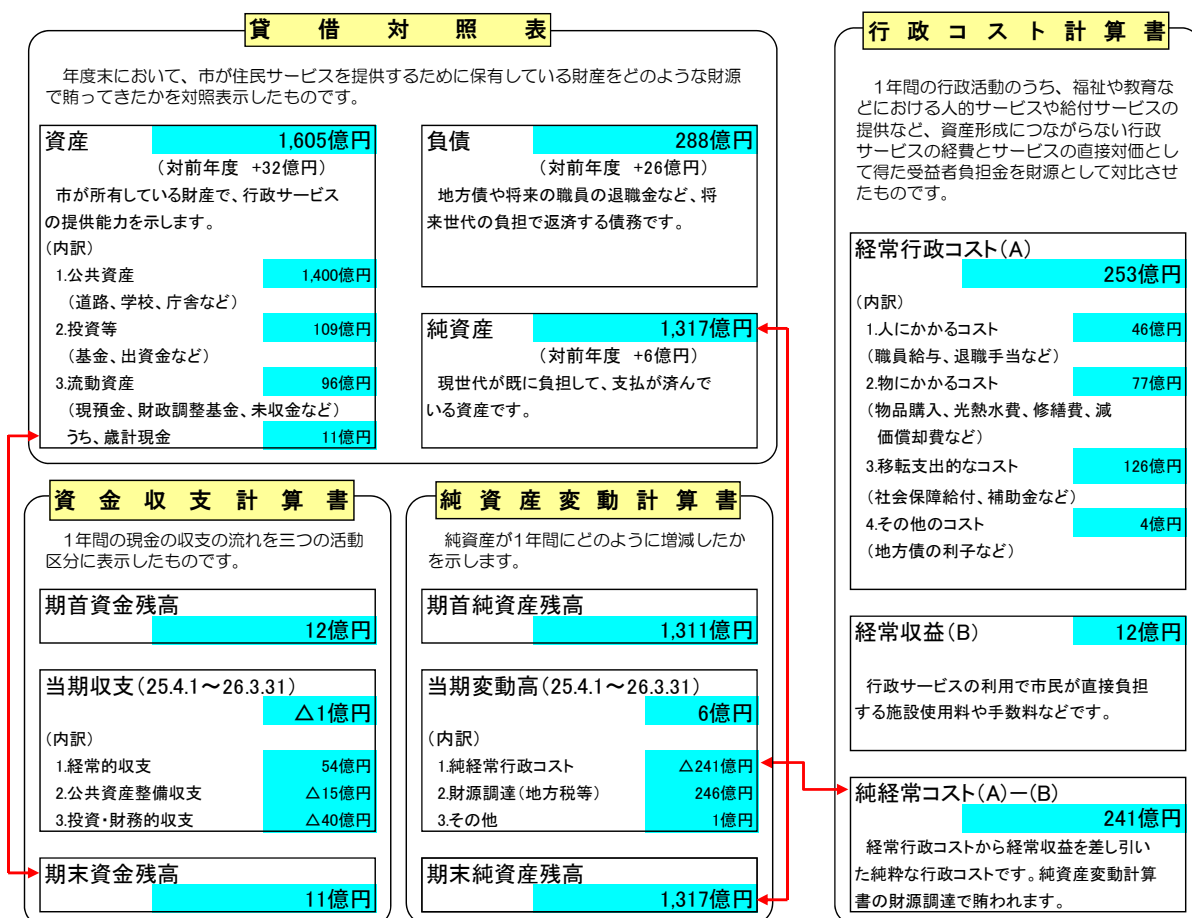 貸借対照表
年度末において、市が住民サービスを提供するために保有している財産をどのような財源
で賄ってきたかを対照表示したものです。
資産 1,605億円
（対前年度 +32億円）
市が所有している財産で、行政サービス
の提供能力を示します。
（内訳）
1.公共資産 1,400億円
（道路、学校、庁舎など）
2.投資等 109億円
（基金、出資金など）
3.流動資産 96億円
（現預金、財政調整基金、未収金など）
うち、歳計現金 11億円
負債 288億円
（対前年度 +26億円）
地方債や将来の職員の退職金など、将
来世代の負担で返済する債務です。
純資産 1,317億円
（対前年度 +6億円）
現世代が既に負担して、支払が済んで
いる資産です。
資金収支計算書
1年間の現金の収支の流れを三つの活動
区分に表示したものです。
期首資金残高
12億円
当期収支（25.4.1～26.3.31）
△1億円
（内訳）
1.経常的収支 54億円
2.公共資産整備収支 △15億円
3.投資・財務的収支 △40億円
期末資金残高
11億円
純資産変動計算書
純資産が1年間にどのように増減したか
を示します。
期首純資産残高
1,311億円
当期変動高（25.4.1～26.3.31）
6億円
（内訳）
1.純経常行政コスト △241億円
2.財源調達（地方税等） 246億円
3.その他 1億円
期末純資産残高
1,317億円
行政コスト計算書
1年間の行政活動のうち、福祉や教育な
どにおける人的サービスや給付サービスの
提供など、資産形成につながらない行政
サービスの経費とサービスの直接対価とし
て得た受益者負担金を財源として対比させ
たものです。
経常行政コスト（A）
253億円
（内訳）
1.人にかかるコスト 46億円
（職員給与、退職手当など）
2.物にかかるコスト 77億円
（物品購入、光熱水費、修繕費、減
価償却費など）
3.移転支出的なコスト 126億円
（社会保障給付、補助金など）
4.その他のコスト 4億円
（地方債の利子など）
経常収益（B） 12億円
行政サービスの利用で市民が直接負担
する施設使用料や手数料などです。
純経常コスト（A）－（B）
241億円
経常行政コストから経常収益を差し引い
た純粋な行政コストです。純資産変動計算
書の財源調達で賄われます。